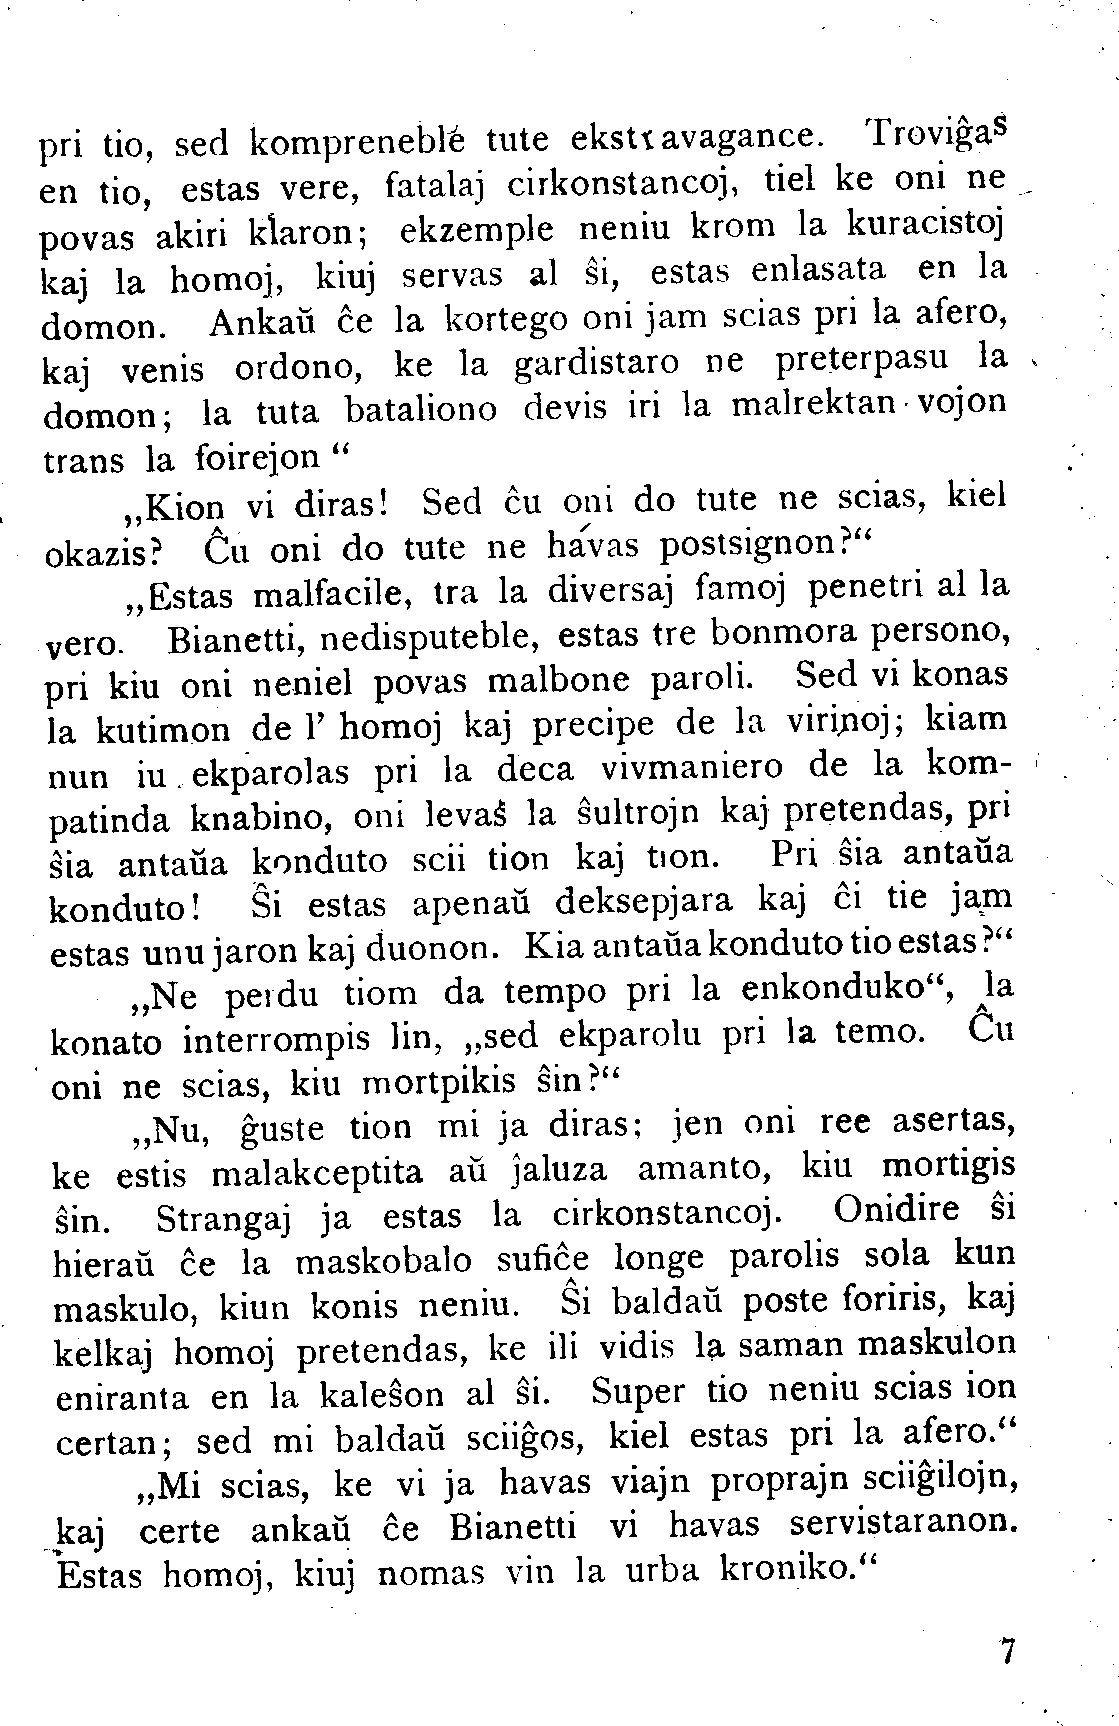 pri tio, sed kompreneble tute ekstravagance. Troviĝas
en tio, estas vere, fatalaj cirkonstancoj, tiel ke oni ne
povas akiri klaron; ekzemple neniu krom la kuracistoj
kaj la homoj, kiuj servas al ŝi, estas enlasata en la
domon. Ankaŭ ĉe la kortego oni jam scias pri la afero,
kaj venis ordono, ke la gardistaro ne preterpasu la
domon; la tuta bataliono devis iri la malrektan vojon
trans la foirejon “
„Kion vi diras! Sed ĉu oni do tute ne scias, kiel
okazis? Ĉu oni do tute ne havas postsignon?“
„Estas malfacile, tra la diversaj famoj penetri al la
vero. Bianetti, nedisputeble, estas tre bonmora persono,
pri kiu oni neniel povas malbone paroli. Sed vi konas
la kutimon de l’ homoj kaj precipe de la virinoj; kiam
nun iu ekparolas pri la deca vivmaniero de la kom-
patinda knabino, oni levas la ŝultrojn kaj pretendas, pri
ŝia antaŭa konduto scii tion kaj tion. Pri ŝia antaŭa
konduto! Ŝi estas apenaŭ deksepjara kaj ĉi tie jam
estas unu jaron kaj duonon. Kia antaŭa konduto tio estas?“
„Ne perdu tiom da tempo pri la enkonduko“, la
konato interrompis lin, „sed ekparolu pri la temo. Ĉu
oni ne scias, kiu mortpikis ŝin?“
„Nu, ĝuste tion mi ja diras; jen oni ree asertas,
ke estis malakceptita aŭ ĵaluza amanto, kiu mortigis
ŝin. Strangaj ja estas la cirkonstancoj. Onidire ŝi
hieraŭ ĉe la maskobalo sufiĉe longe parolis sola kun
maskulo, kiun konis neniu. Ŝi baldaŭ poste foriris, kaj
kelkaj homoj pretendas, ke ili vidis la saman maskulon
eniranta en la kaleŝon al ŝi. Super tio neniu scias ion
certan; sed mi baldaŭ sciiĝos, kiel estas pri la afero.“
„Mi scias, ke vi ja havas viajn proprajn sciiĝilojn,
kaj certe ankaŭ ĉe Bianetti vi havas servistaranon.
Estas homoj, kiuj nomas vin la urba kroniko.“
7